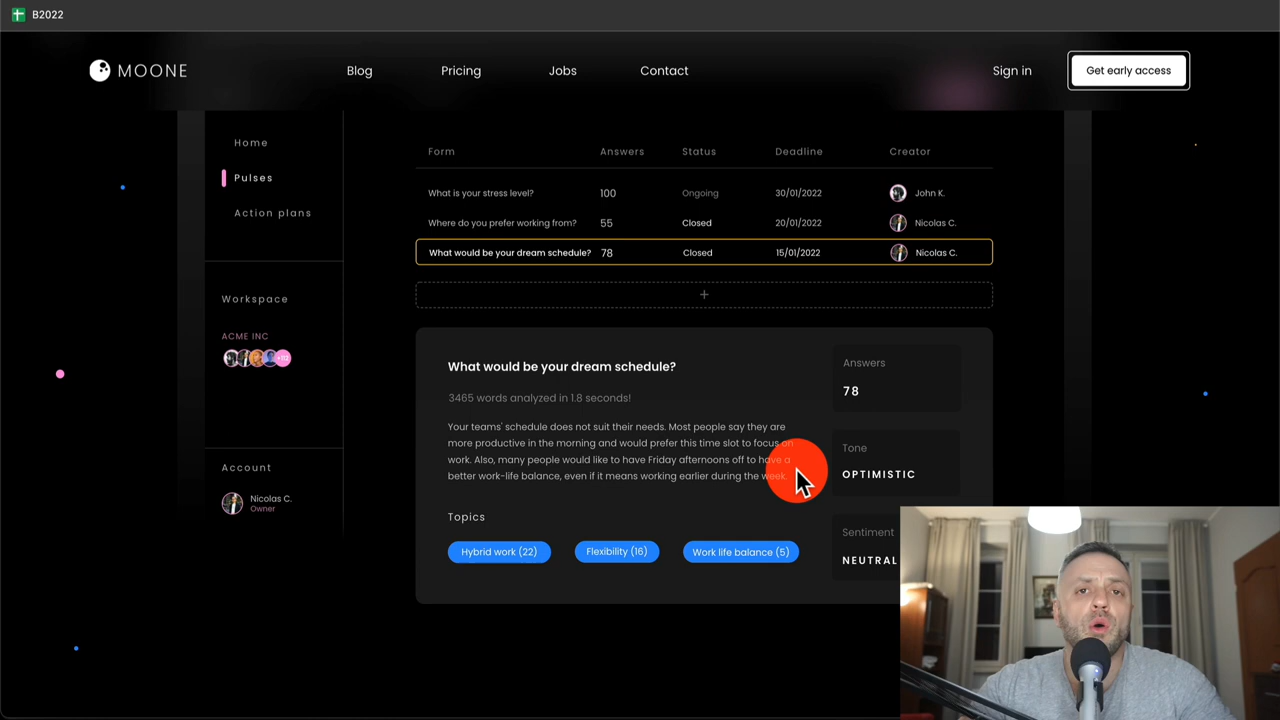 B2022
MOONE
Blog
Pricing
Jobs
Contact
Sign in
Get early access
Home
Pulses
Action plans
Workspace
ACME INC
+112
Account
Nicolas C.
Owner
Form Answers Status Deadline Creator
What is your stress level? 100 Ongoing 30/01/2022 John K.
Where do you prefer working from? 55 Closed 20/01/2022 Nicolas C.
What would be your dream schedule? 78 Closed 15/01/2022 Nicolas C.
+
What would be your dream schedule?
3465 words analyzed in 1.8 seconds!
Your teams' schedule does not suit their needs. Most people say they are
more productive in the morning and would prefer this time slot to focus on
work. Also, many people would like to have Friday afternoons off to have a
better work-life balance, even if it means working earlier during the week.
Topics
Hybrid work (22)
Flexibility (16)
Work life balance (5)
Answers
78
Tone
OPTIMISTIC
Sentiment
NEUTRAL